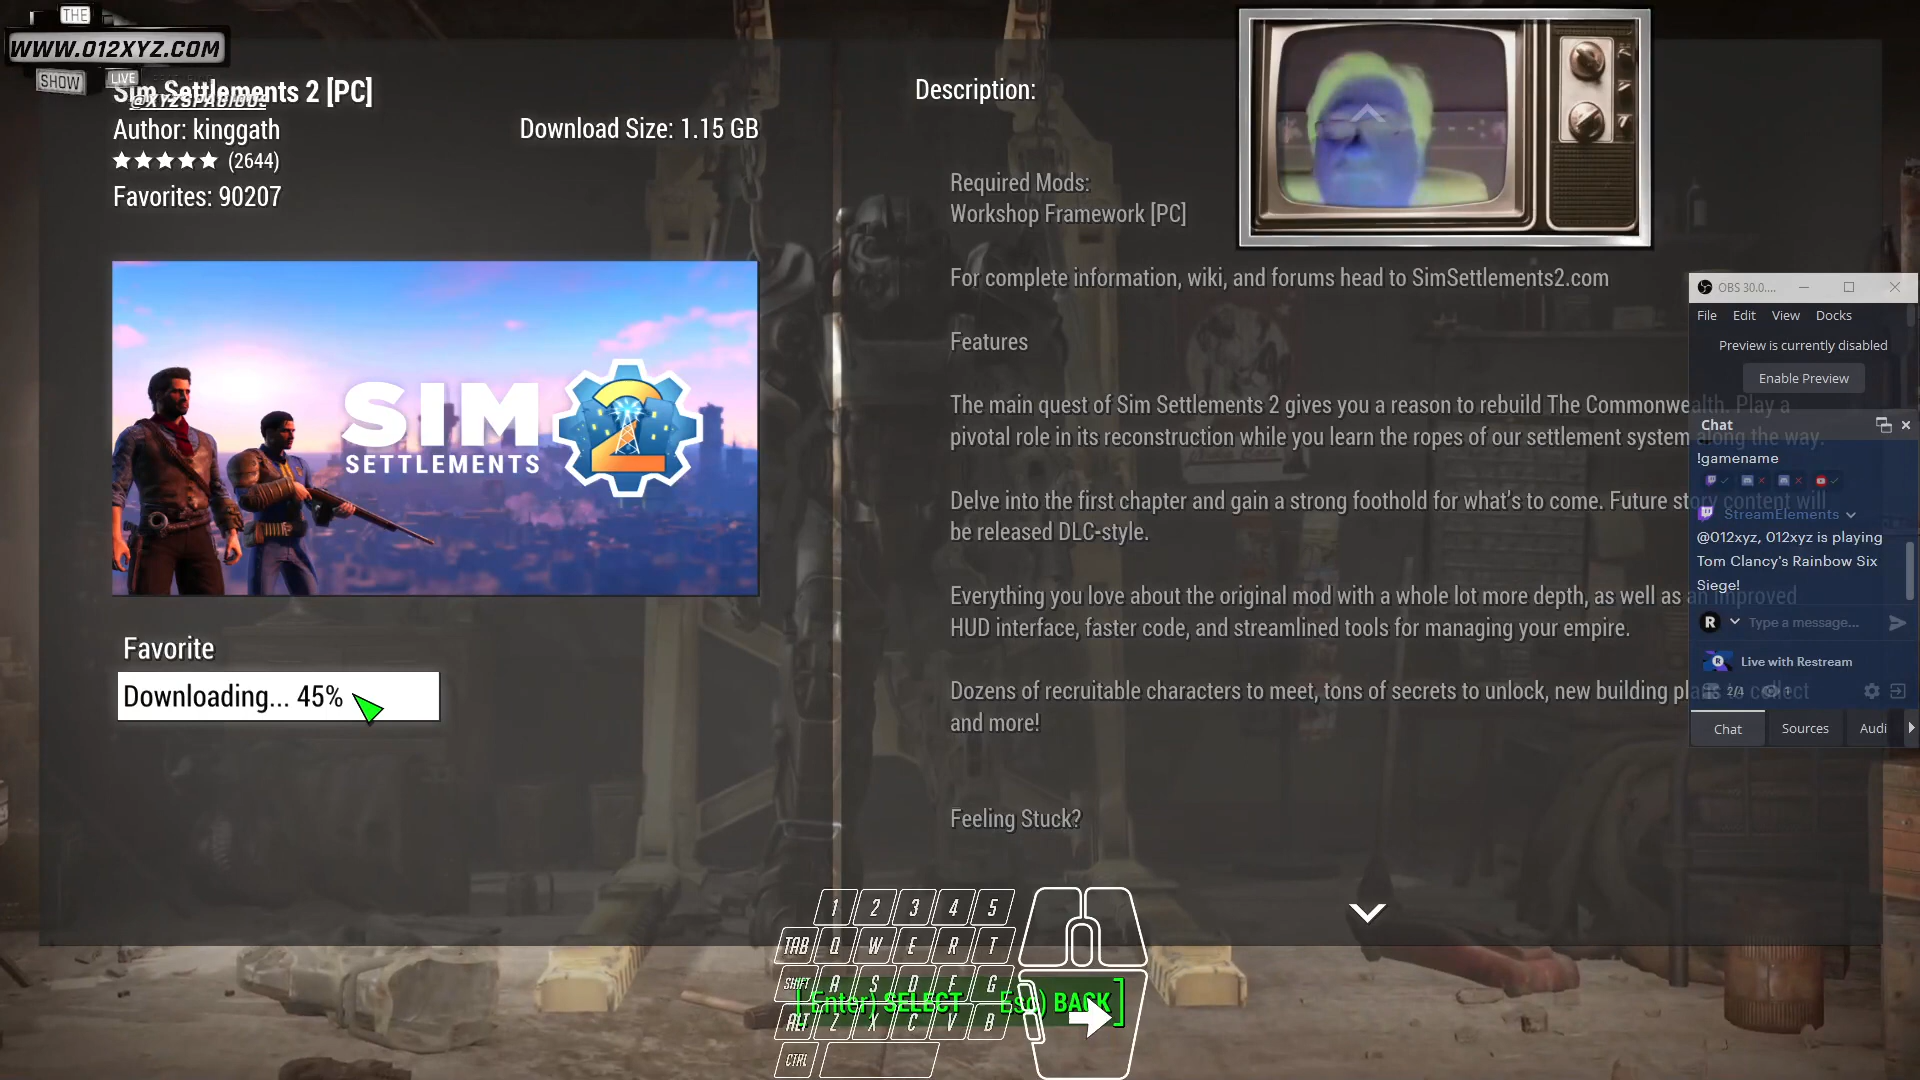 THE
WWW.012XYZ.COM
SHOW
LIVE
Sim Settlements 2 [PC]
Author: kinggath
Download Size: 1.15 GB
(2644)
Favorites: 90207
SIM
SETTLEMENTS
2
Favorite
Downloading... 45%
Description:
Required Mods:
Workshop Framework [PC]
For complete information, wiki, and forums head to SimSettlements2.com
Features
The main quest of Sim Settlements 2 gives you a reason to rebuild The Commonwealth. Play a
pivotal role in its reconstruction while you learn the ropes of our settlement system along the way.
Delve into the first chapter and gain a strong foothold for what's to come. Future story content will
be released DLC-style.
Everything you love about the original mod with a whole lot more depth, as well as an improved
HUD interface, faster code, and streamlined tools for managing your empire.
Dozens of recruitable characters to meet, tons of secrets to unlock, new building plans to collect
and more!
Feeling Stuck?
OBS 30.0....
File Edit View Docks
Preview is currently disabled
Enable Preview
Chat
!gamename
StreamElements
@012xyz, 012xyz is playing
Tom Clancy's Rainbow Six
Siege!
R Type a message...
R Live with Restream
2/4 1
Chat Sources Audi
1 2 3 4 5
TAB Q W E R T
SHIFT A S D F G
[ Enter) SELECT Esc) BACK ]
ALT Z X C V B
CTRL